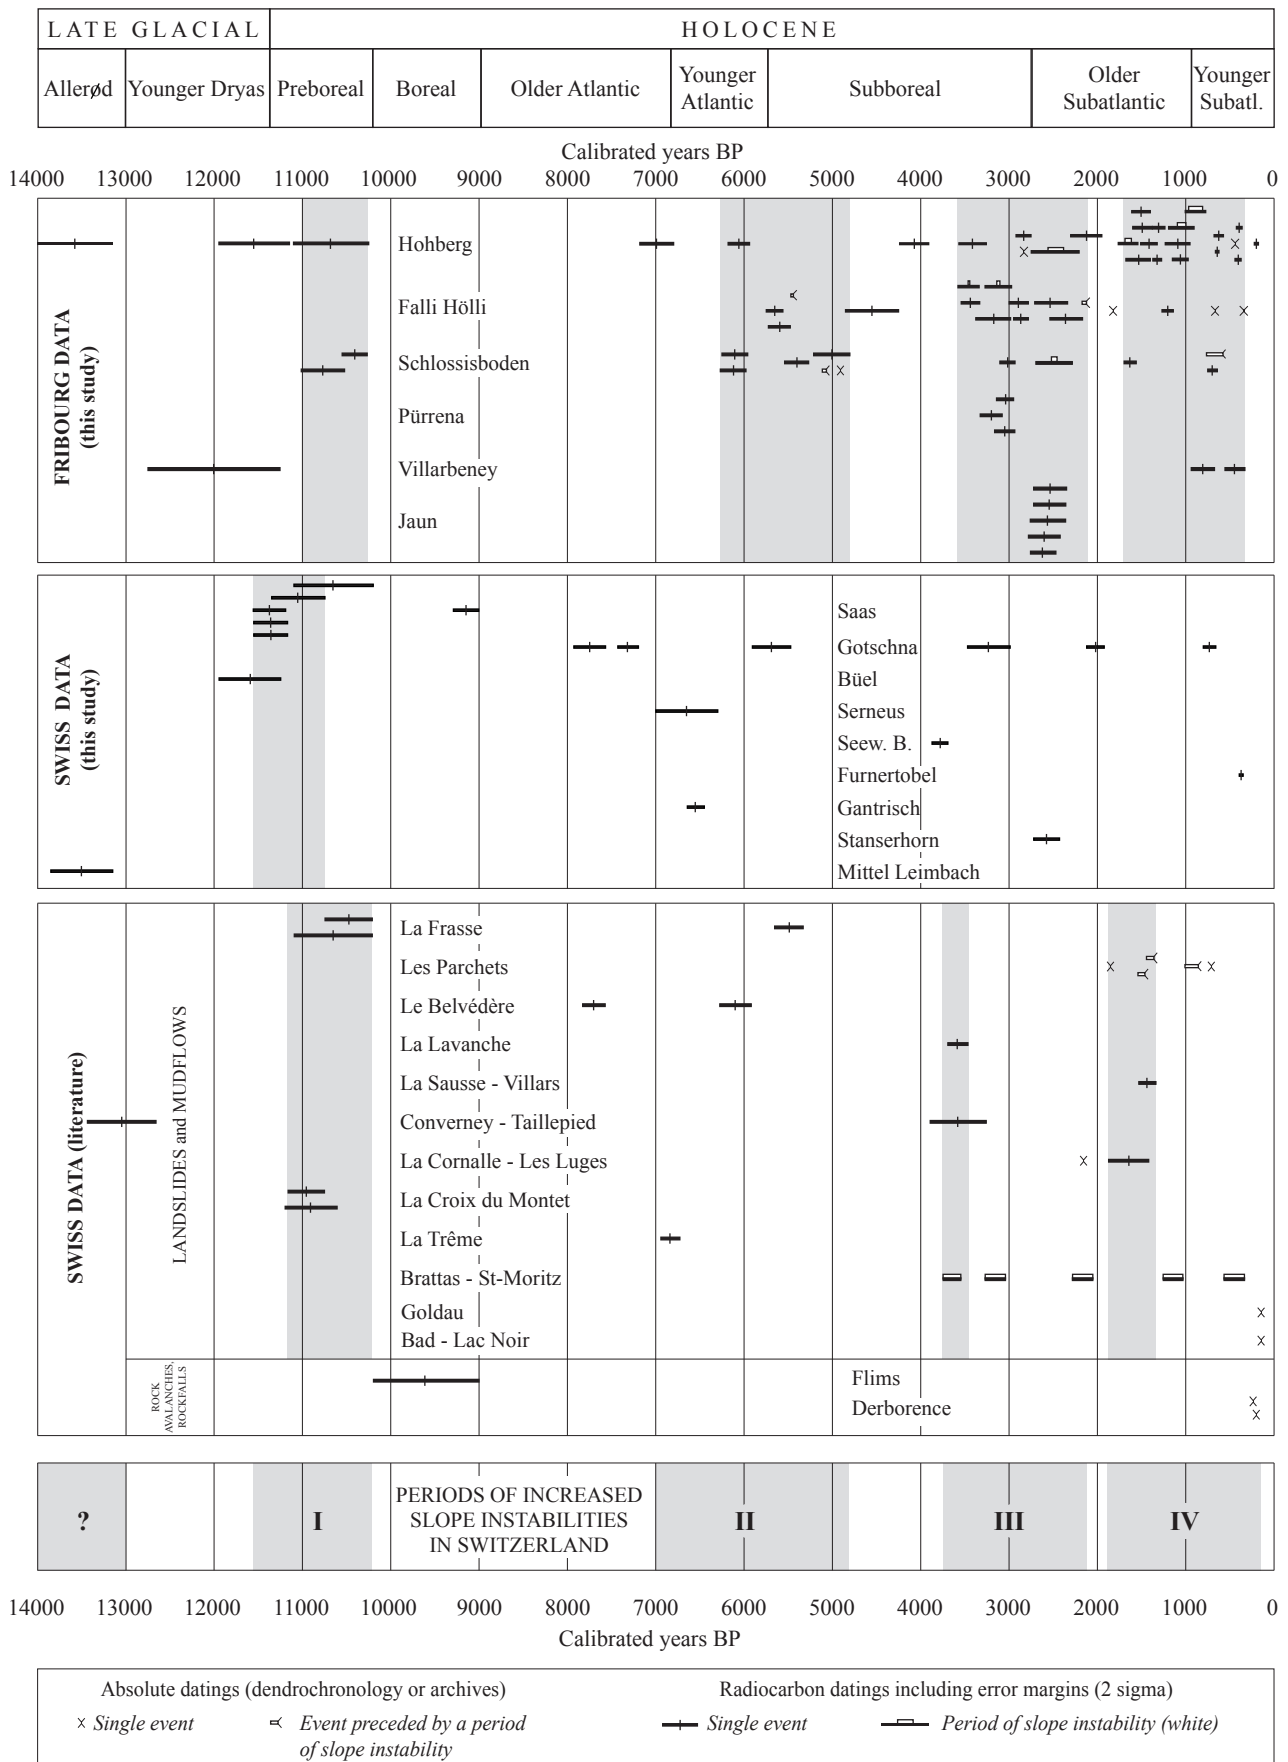 LATE GLACIAL HOLOCENE
Allerød Younger Dryas Preboreal Boreal Older Atlantic Younger Atlantic Subboreal Older Subatlantic Younger Subatl.
Calibrated years BP
14000 13000 12000 11000 10000 9000 8000 7000 6000 5000 4000 3000 2000 1000 0
FRIBOURG DATA
(this study)
Hohberg
Falli Hölli
Schlossisboden
Pürrena
Villarbeney
Jaun
SWISS DATA
(this study)
Saas
Gotschna
Büel
Serneus
Seew. B.
Furnertobel
Gantrisch
Stanserhorn
Mittel Leimbach
SWISS DATA (literature)
LANDSLIDES and MUDFLOWS
La Frasse
Les Parchets
Le Belvédère
La Lavanche
La Sausse - Villars
Converney - Taillepied
La Cornalle - Les Luges
La Croix du Montet
La Trême
Brattas - St-Moritz
Goldau
Bad - Lac Noir
ROCK
AVALANCHES,
ROCKFALLS
Flims
Derborence
? I PERIODS OF INCREASED
SLOPE INSTABILITIES
IN SWITZERLAND
II III IV
14000 13000 12000 11000 10000 9000 8000 7000 6000 5000 4000 3000 2000 1000 0
Calibrated years BP
Absolute datings (dendrochronology or archives)
Single event
Event preceded by a period
of slope instability
Radiocarbon datings including error margins (2 sigma)
Single event
Period of slope instability (white)